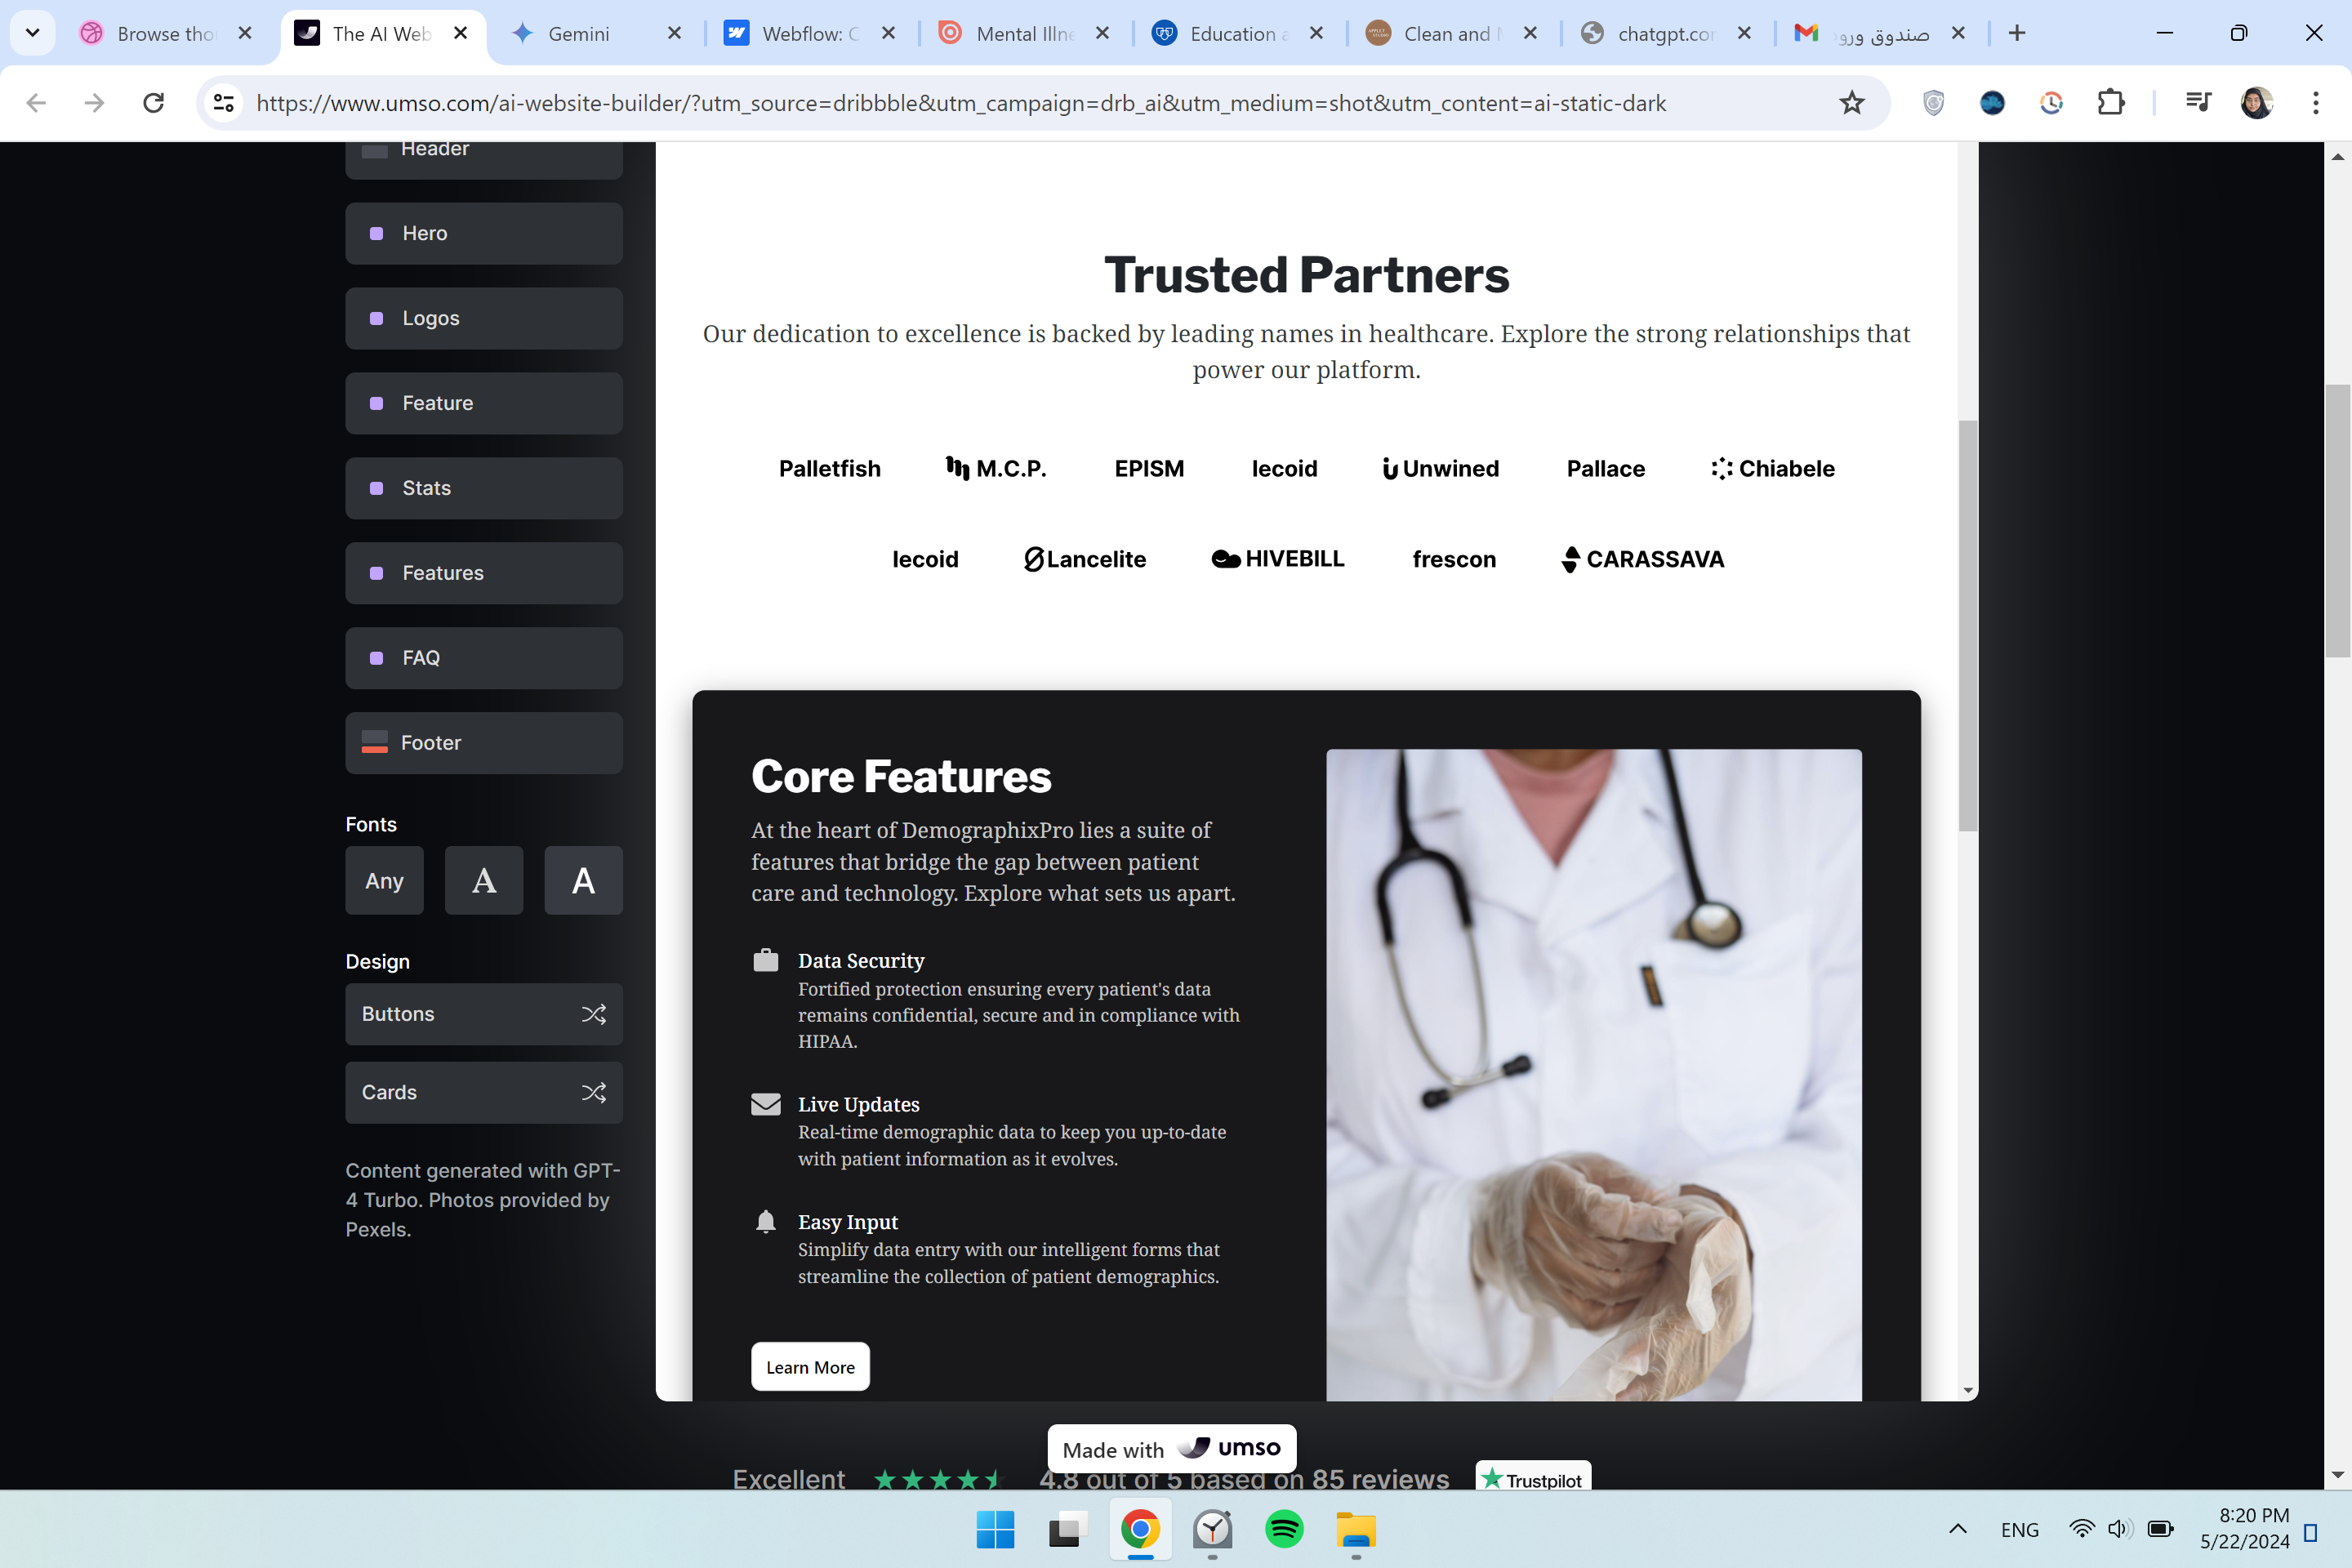 Browse tho
The AI Web
Gemini
Webflow: C
Mental Illne
Education a
Clean and
chatgpt.co
صندوق ورو
https://www.umso.com/ai-website-builder/?utm_source=dribbble&utm_campaign=drb_ai&utm_medium=shot&utm_content=ai-static-dark
Header
Hero
Logos
Feature
Stats
Features
FAQ
Footer
Fonts
Any A A
Design
Buttons
Cards
Content generated with GPT-
4 Turbo. Photos provided by
Pexels.
Trusted Partners
Our dedication to excellence is backed by leading names in healthcare. Explore the strong relationships that
power our platform.
Palletfish M.C.P. EPISM lecoid Unwined Pallace Chiabele
lecoid Lancelite HIVEBILL frescon CARASSAVA
Core Features
At the heart of DemographixPro lies a suite of
features that bridge the gap between patient
care and technology. Explore what sets us apart.
Data Security
Fortified protection ensuring every patient's data
remains confidential, secure and in compliance with
HIPAA.
Live Updates
Real-time demographic data to keep you up-to-date
with patient information as it evolves.
Easy Input
Simplify data entry with our intelligent forms that
streamline the collection of patient demographics.
Learn More
Made with umso
Excellent 4.8 out of 5 based on 85 reviews Trustpilot
ENG
8:20 PM
5/22/2024